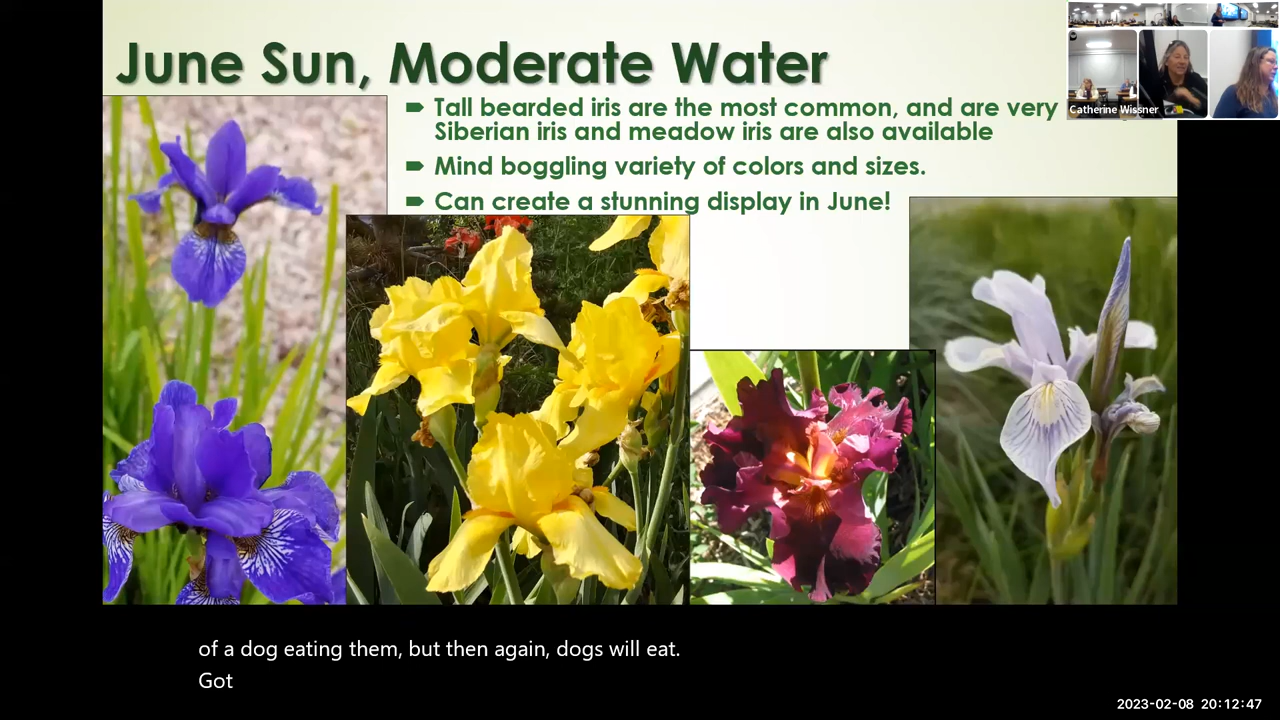 June Sun, Moderate Water
Tall bearded iris are the most common, and are very
Siberian iris and meadow iris are also available
Mind boggling variety of colors and sizes.
Can create a stunning display in June!
Catherine Wissner
of a dog eating them, but then again, dogs will eat.
Got
2023-02-08 20:12:47